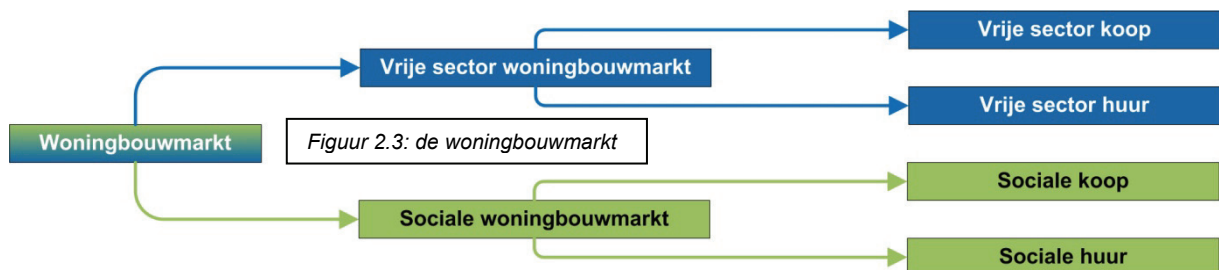 Vrije sector koop
Vrije sector woningbouwmarkt
Vrije sector huur
Woningbouwmarkt
Figuur 2.3: de woningbouwmarkt
Sociale koop
Sociale woningbouwmarkt
Sociale huur